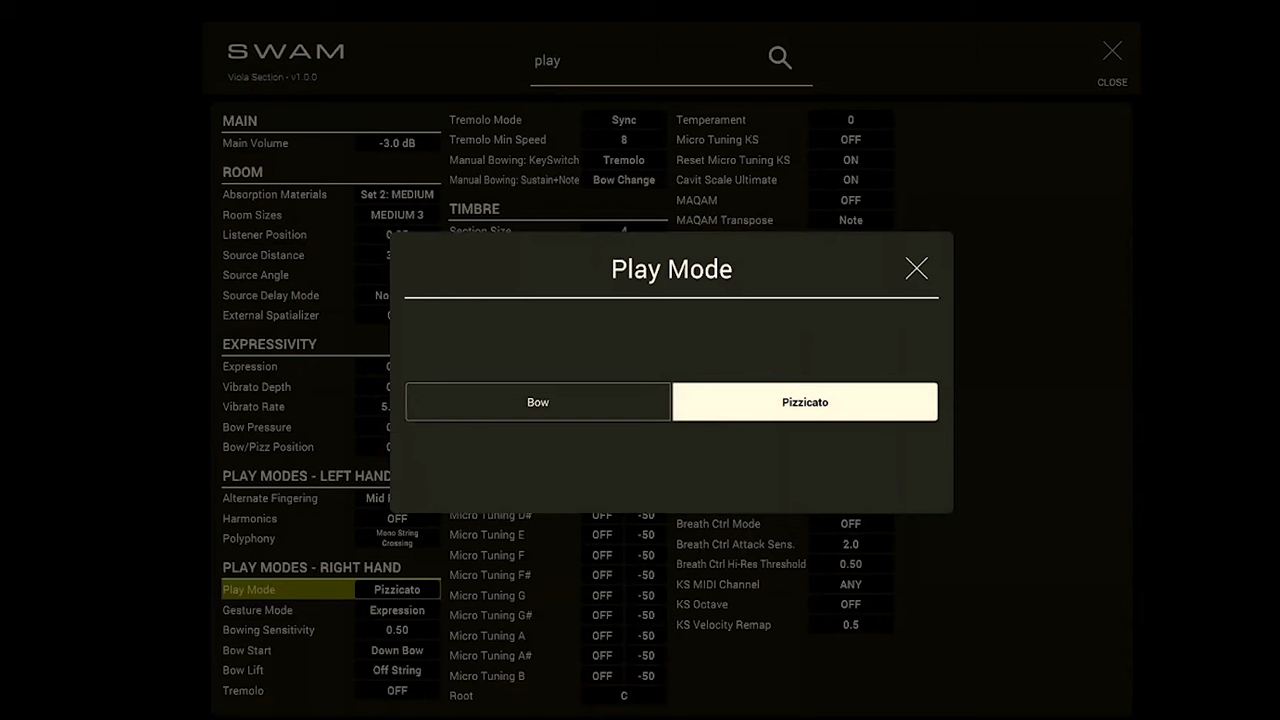 SWAM
Viola Section - v1.0.0
play
CLOSE
MAIN
Main Volume -3.0 dB
ROOM
Absorption Materials Set 2: MEDIUM
Room Sizes MEDIUM 3
Listener Position
Source Distance
Source Angle
Source Delay Mode
External Spatializer
EXPRESSIVITY
Expression
Vibrato Depth
Vibrato Rate
Bow Pressure
Bow/Pizz Position
PLAY MODES - LEFT HAND
Alternate Fingering Mid
Harmonics OFF
Polyphony Mono String Crossing
PLAY MODES - RIGHT HAND
Play Mode Pizzicato
Gesture Mode Expression
Bowing Sensitivity 0.50
Bow Start Down Bow
Bow Lift Off String
Tremolo OFF
Tremolo Mode Sync
Tremolo Min Speed 8
Manual Bowing: KeySwitch Tremolo
Manual Bowing: Sustain+Note Bow Change
TIMBRE
Section Size 4
Micro Tuning D# OFF -50
Micro Tuning E OFF -50
Micro Tuning F OFF -50
Micro Tuning F# OFF -50
Micro Tuning G OFF -50
Micro Tuning G# OFF -50
Micro Tuning A OFF -50
Micro Tuning A# OFF -50
Micro Tuning B OFF -50
Root C
Temperament 0
Micro Tuning KS OFF
Reset Micro Tuning KS ON
Cavit Scale Ultimate ON
MAQAM OFF
MAQAM Transpose Note
Breath Ctrl Mode OFF
Breath Ctrl Attack Sens. 2.0
Breath Ctrl Hi-Res Threshold 0.50
KS MIDI Channel ANY
KS Octave OFF
KS Velocity Remap 0.5
Play Mode
Bow
Pizzicato